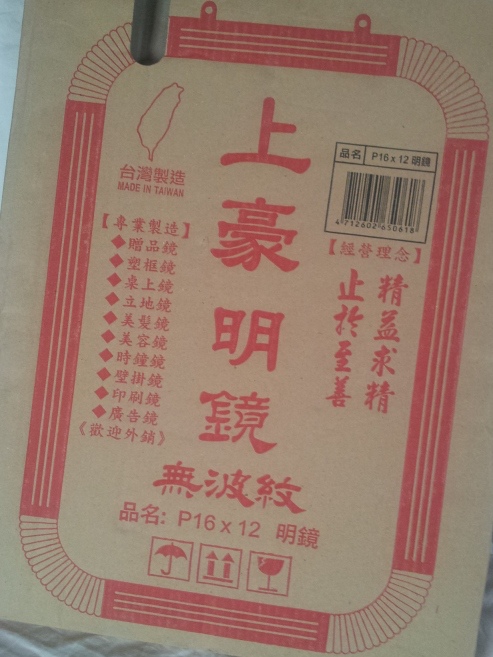 台灣製造
MADE IN TAIWAN
上豪明鏡
無波紋
品名: P16 x 12 明鏡
【專業製造】
◆贈品鏡
◆塑框鏡
◆桌上鏡
◆立地鏡
◆美髮鏡
◆美容鏡
◆時鐘鏡
◆壁掛鏡
◆印刷鏡
◆廣告鏡
《歡迎外銷》
品名 P16 x 12 明鏡
4 712602 650618
【經營理念】
精益求精
止於至善